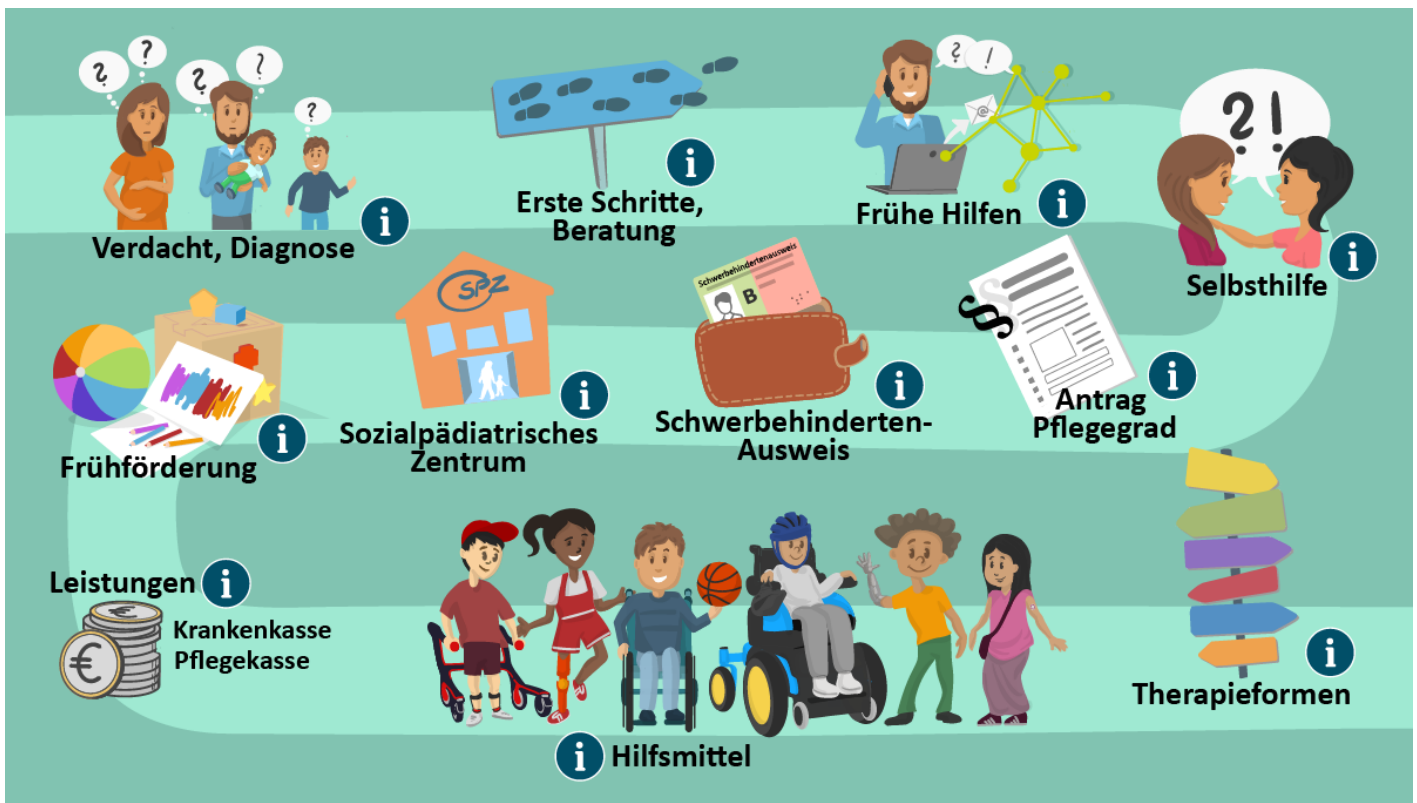 ? ? ? ? ?
Verdacht, Diagnose
i
Erste Schritte,
Beratung
i
? !
@
Frühe Hilfen
i
? !
Selbsthilfe
i
§§
Antrag
Pflegegrad
i
Schwerbehindertenausweis
B
Schwerbehinderten-
Ausweis
i
SPZ
Sozialpädiatrisches
Zentrum
i
Frühförderung
i
Leistungen
i
€
€
Krankenkasse
Pflegekasse
i
Hilfsmittel
Therapieformen
i